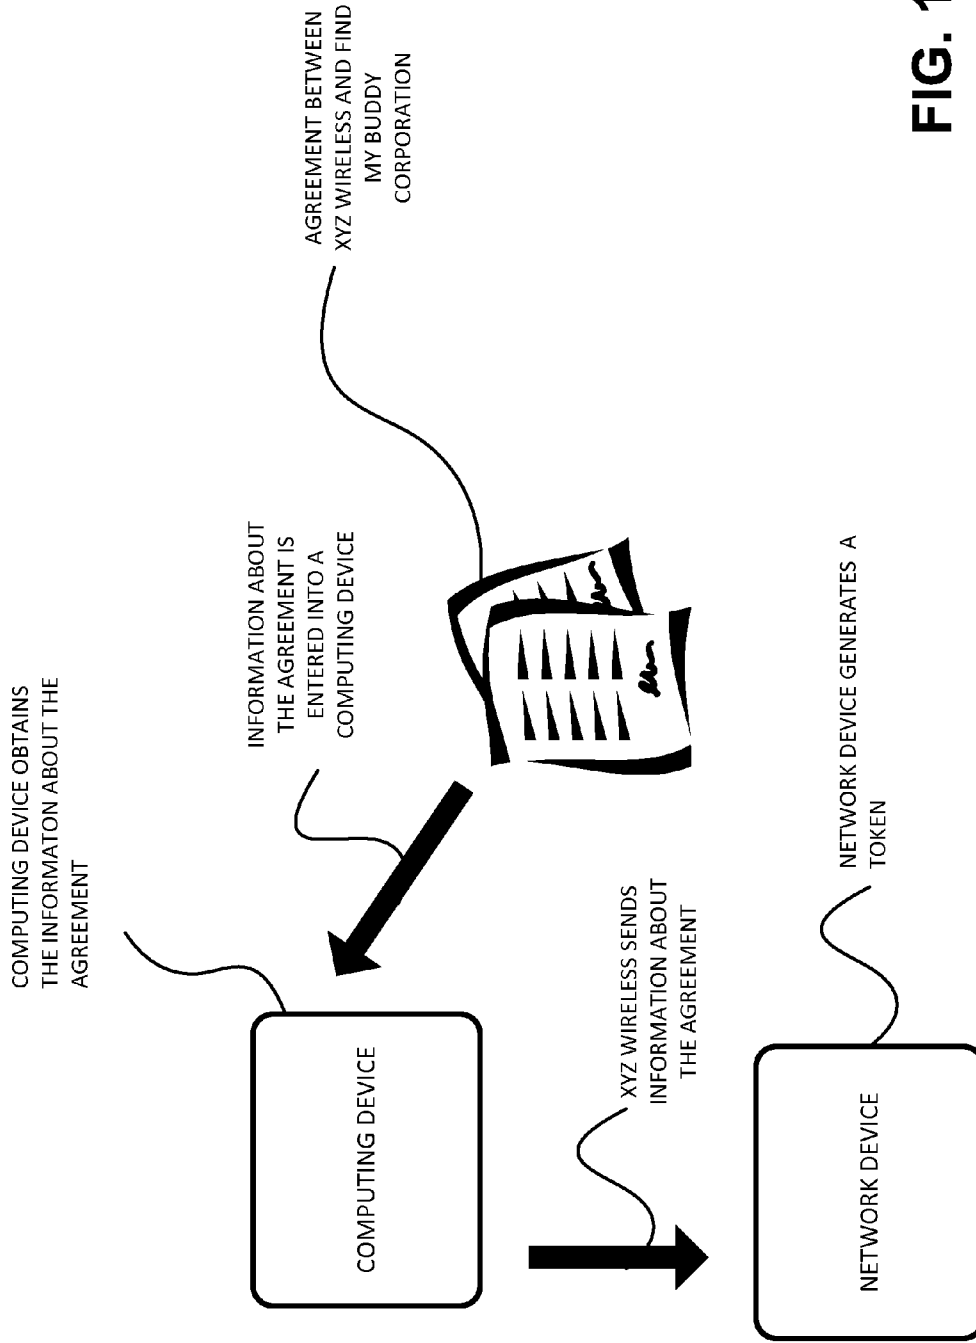 COMPUTING DEVICE OBTAINS
THE INFORMATON ABOUT THE
AGREEMENT
INFORMATION ABOUT
THE AGREEMENT IS
ENTERED INTO A
COMPUTING DEVICE
AGREEMENT BETWEEN
XYZ WIRELESS AND FIND
MY BUDDY
CORPORATION
COMPUTING DEVICE
XYZ WIRELESS SENDS
INFORMATION ABOUT
THE AGREEMENT
NETWORK DEVICE
NETWORK DEVICE GENERATES A
TOKEN
FIG. 1